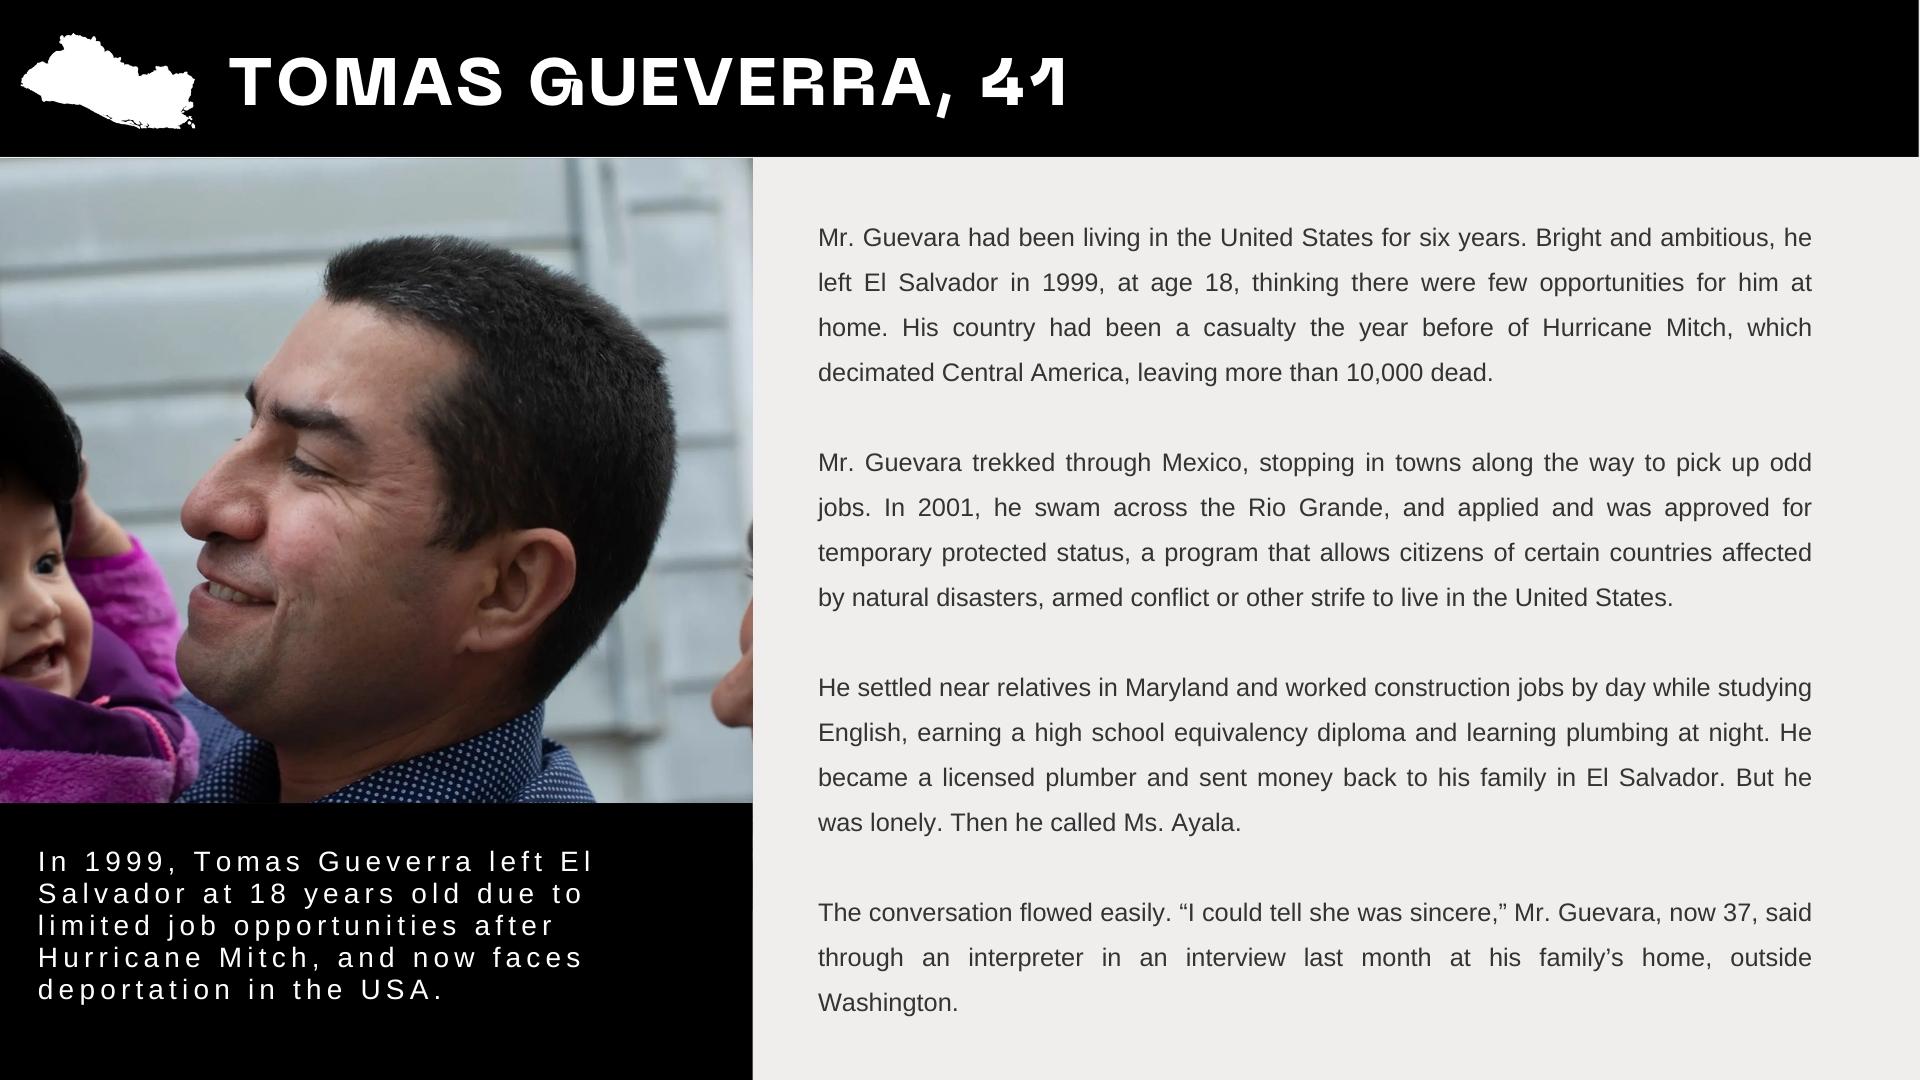 TOMAS GUEVERRA, 41
Mr. Guevara had been living in the United States for six years. Bright and ambitious, he
left El Salvador in 1999, at age 18, thinking there were few opportunities for him at
home. His country had been a casualty the year before of Hurricane Mitch, which
decimated Central America, leaving more than 10,000 dead.
Mr. Guevara trekked through Mexico, stopping in towns along the way to pick up odd
jobs. In 2001, he swam across the Rio Grande, and applied and was approved for
temporary protected status, a program that allows citizens of certain countries affected
by natural disasters, armed conflict or other strife to live in the United States.
He settled near relatives in Maryland and worked construction jobs by day while studying
English, earning a high school equivalency diploma and learning plumbing at night. He
became a licensed plumber and sent money back to his family in El Salvador. But he
was lonely. Then he called Ms. Ayala.
The conversation flowed easily. “I could tell she was sincere,” Mr. Guevara, now 37, said
through an interpreter in an interview last month at his family’s home, outside
Washington.
In 1999, Tomas Gueverra left El
Salvador at 18 years old due to
limited job opportunities after
Hurricane Mitch, and now faces
deportation in the USA.